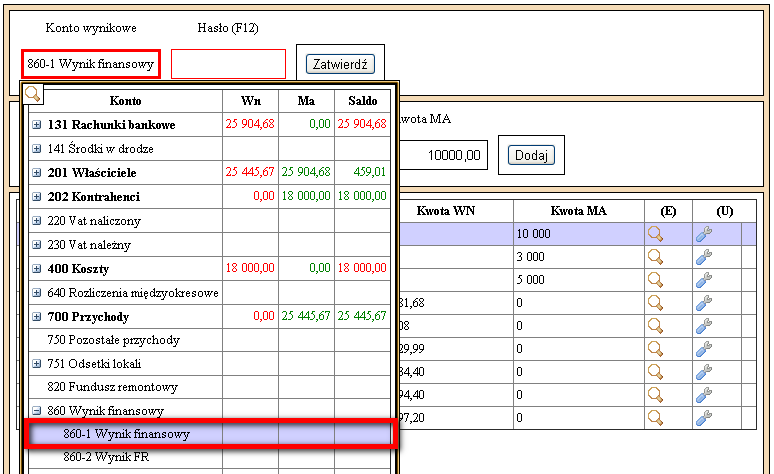 Konto wynikowe Hasło (F12)
860-1 Wynik finansowy Zatwierdź
Konto Wn Ma Saldo
131 Rachunki bankowe 25 904,68 0,00 25 904,68
141 Środki w drodze
201 Właściciele 25 445,67 25 904,68 459,01
202 Kontrahenci 0,00 18 000,00 18 000,00
220 Vat naliczony
230 Vat należny
400 Koszty 18 000,00 0,00 18 000,00
640 Rozliczenia międzyokresowe
700 Przychody 0,00 25 445,67 25 445,67
750 Pozostałe przychody
751 Odsetki lokali
820 Fundusz remontowy
860 Wynik finansowy
860-1 Wynik finansowy
860-2 Wynik FR
kwota MA
10000,00 Dodaj
Kwota WN Kwota MA (E) (U)
10 000
3 000
5 000
81,68 0
08 0
29,99 0
84,40 0
94,40 0
97,20 0